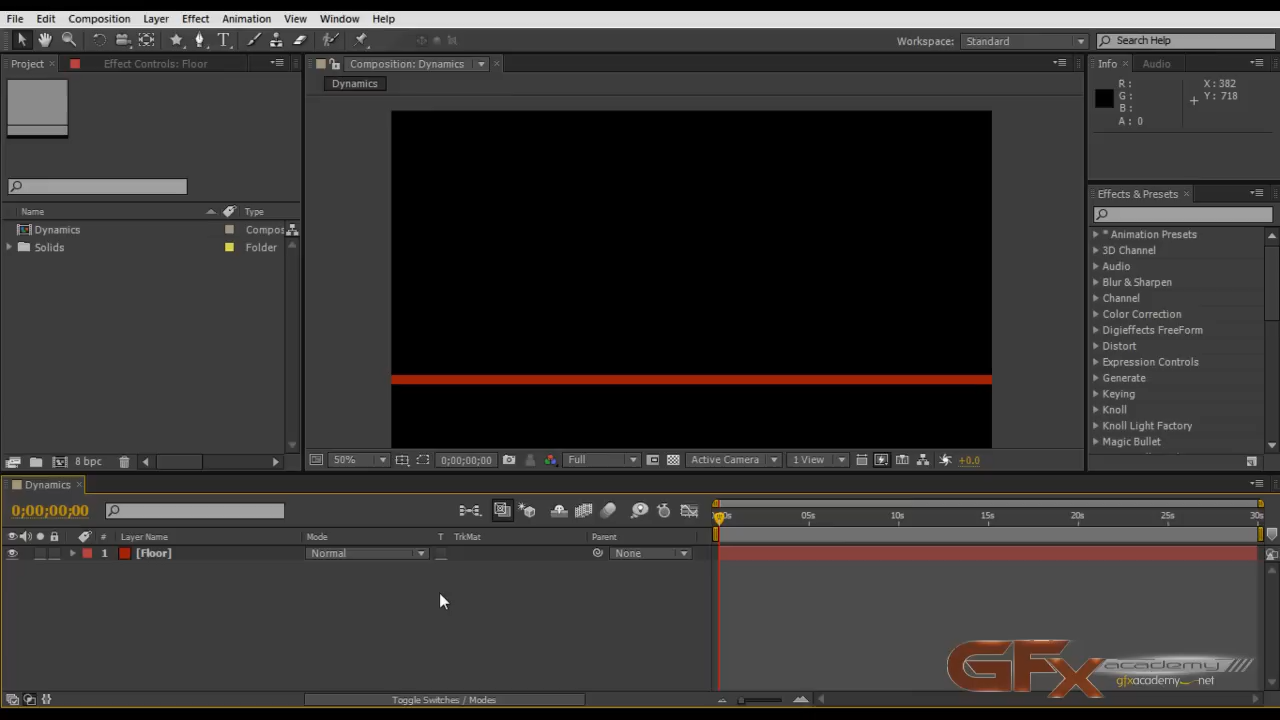 File Edit Composition Layer Effect Animation View Window Help
Workspace: Standard Search Help
Project × Effect Controls: Floor
Composition: Dynamics ×
Info × Audio
Dynamics
R : X : 382
G : Y : 718
B :
A : 0
Effects & Presets ×
Name Type
Dynamics Compos
Solids Folder
* Animation Presets
3D Channel
Audio
Blur & Sharpen
Channel
Color Correction
Digieffects FreeForm
Distort
Expression Controls
Generate
Keying
Knoll
Knoll Light Factory
Magic Bullet
8 bpc
50% 0;00;00;00 Full Active Camera 1 View +0.0
Dynamics ×
0;00;00;00
00s 05s 10s 15s 20s 25s 30s
# Layer Name Mode T TrkMat Parent
1 [Floor] Normal None
Toggle Switches / Modes
GFx academy
gfxacademy.net